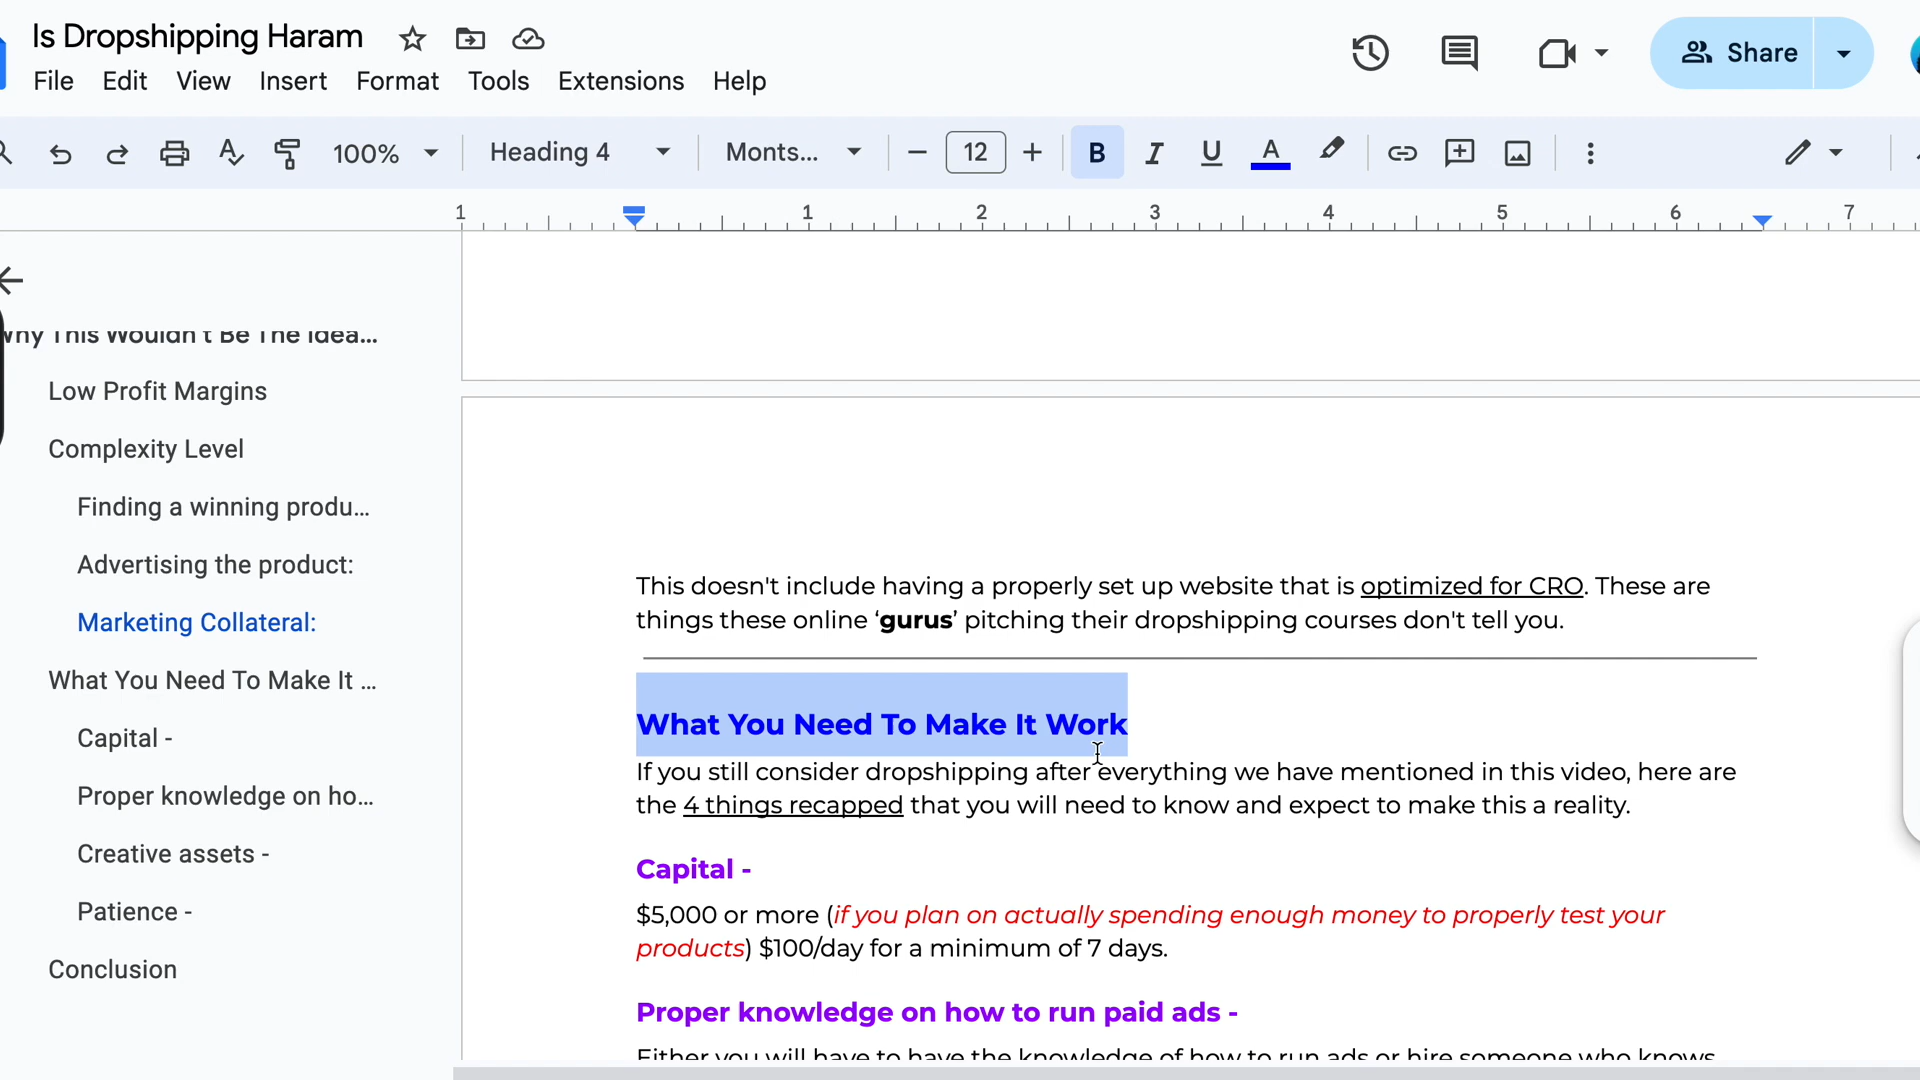 Is Dropshipping Haram
File Edit View Insert Format Tools Extensions Help
Share
100% Heading 4 Monts... 12 B I U A
1 1 2 3 4 5 6 7
Why This Wouldn't Be The Idea...
Low Profit Margins
Complexity Level
Finding a winning produ...
Advertising the product:
Marketing Collateral:
What You Need To Make It ...
Capital -
Proper knowledge on ho...
Creative assets -
Patience -
Conclusion
This doesn't include having a properly set up website that is optimized for CRO. These are
things these online ‘gurus’ pitching their dropshipping courses don't tell you.
What You Need To Make It Work
If you still consider dropshipping after everything we have mentioned in this video, here are
the 4 things recapped that you will need to know and expect to make this a reality.
Capital -
$5,000 or more (if you plan on actually spending enough money to properly test your
products) $100/day for a minimum of 7 days.
Proper knowledge on how to run paid ads -
Either you will have to have the knowledge of how to run ads or hire someone who knows